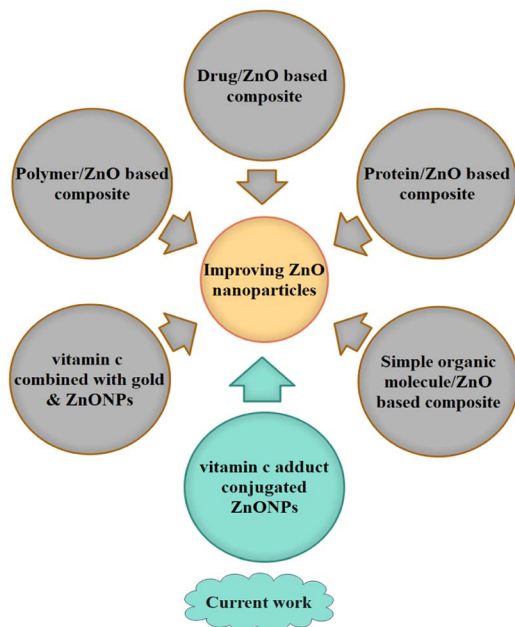 Drug/ZnO based
composite
Polymer/ZnO based
composite
Protein/ZnO based
composite
Improving ZnO
nanoparticles
vitamin c
combined with gold
& ZnONPs
Simple organic
molecule/ZnO
based composite
vitamin c adduct
conjugated
ZnONPs
Current work